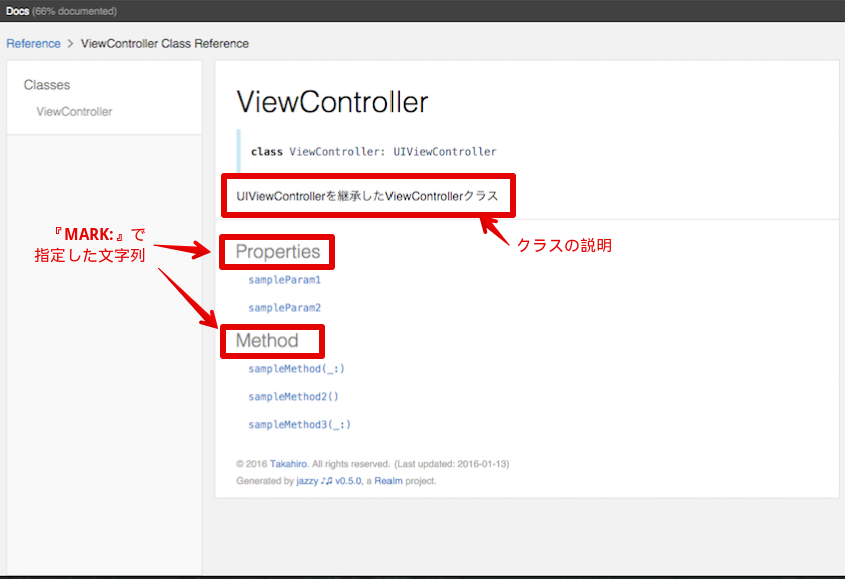 Docs (66% documented)
Reference > ViewController Class Reference
Classes
ViewController
ViewController
class ViewController: UIViewController
UIViewControllerを継承したViewControllerクラス
クラスの説明
『MARK:』で
指定した文字列
Properties
sampleParam1
sampleParam2
Method
sampleMethod(_:)
sampleMethod2()
sampleMethod3(_:)
© 2016 Takahiro. All rights reserved. (Last updated: 2016-01-13)
Generated by jazzy ♪♫ v0.5.0, a Realm project.